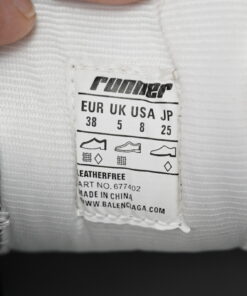 runner
EUR UK USA JP
38 5 8 25
LEATHERFREE
ART NO. 677402
MADE IN CHINA
WWW.BALENCIAGA.COM